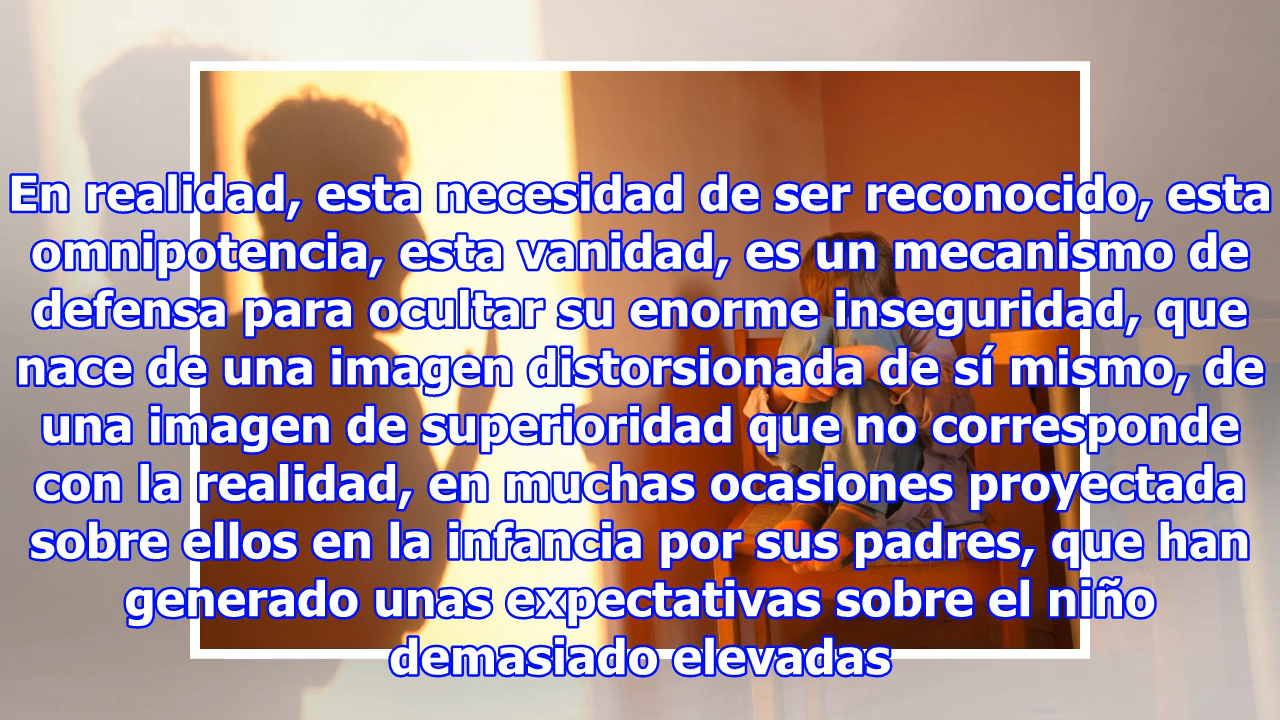 En realidad, esta necesidad de ser reconocido, esta
omnipotencia, esta vanidad, es un mecanismo de
defensa para ocultar su enorme inseguridad, que
nace de una imagen distorsionada de sí mismo, de
una imagen de superioridad que no corresponde
con la realidad, en muchas ocasiones proyectada
sobre ellos en la infancia por sus padres, que han
generado unas expectativas sobre el niño
demasiado elevadas